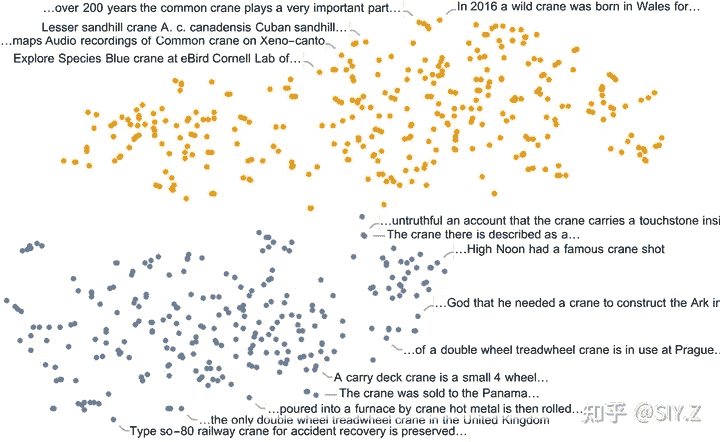 …over 200 years the common crane plays a very important part…
In 2016 a wild crane was born in Wales for…
Lesser sandhill crane A. c. canadensis Cuban sandhill…
…maps Audio recordings of Common crane on Xeno-canto
Explore Species Blue crane at eBird Cornell Lab of…
…untruthful an account that the crane carries a touchstone insi
…The crane there is described as a…
…High Noon had a famous crane shot
…God that he needed a crane to construct the Ark in
…of a double wheel treadwheel crane is in use at Prague…
A carry deck crane is a small 4 wheel…
The crane was sold to the Panama…
…poured into a furnace by crane hot metal is then rolled…
…the only double wheel treadwheel crane in the United Kingdom
Type so-80 railway crane for accident recovery is preserved…
知乎 @SIY.Z